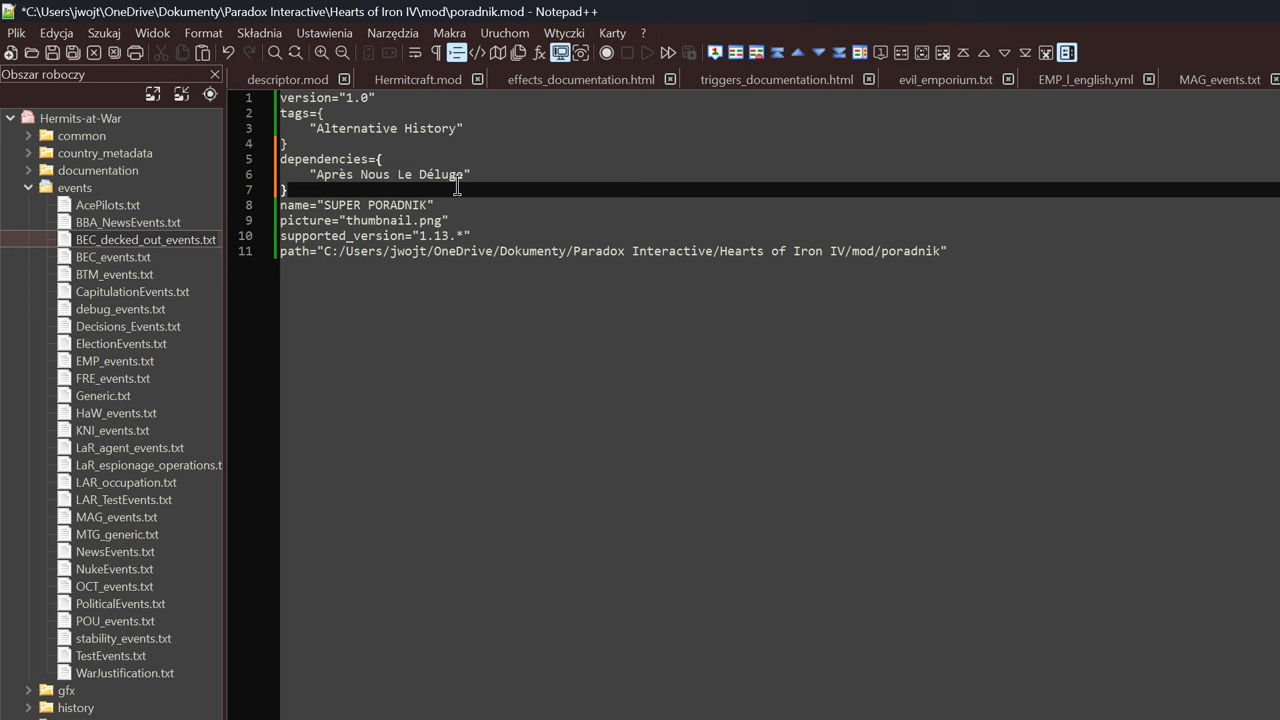 *C:\Users\jwojt\OneDrive\Dokumenty\Paradox Interactive\Hearts of Iron IV\mod\poradnik.mod - Notepad++
Plik Edycja Szukaj Widok Format Składnia Ustawienia Narzędzia Makra Uruchom Wtyczki Karty ?
Obszar roboczy
descriptor.mod Hermitcraft.mod effects_documentation.html triggers_documentation.html evil_emporium.txt EMP_l_english.yml MAG_events.txt
Hermits-at-War
common
country_metadata
documentation
events
AcePilots.txt
BBA_NewsEvents.txt
BEC_decked_out_events.txt
BTM_events.txt
CapitulationEvents.txt
debug_events.txt
Decisions_Events.txt
ElectionEvents.txt
EMP_events.txt
FRE_events.txt
Generic.txt
HaW_events.txt
KNI_events.txt
LaR_agent_events.txt
LaR_espionage_operations.t
LAR_occupation.txt
LAR_TestEvents.txt
MAG_events.txt
MTG_generic.txt
NewsEvents.txt
NukeEvents.txt
OCT_events.txt
PoliticalEvents.txt
stability_events.txt
TestEvents.txt
WarJustification.txt
gfx
history
1 version="1.0"
2 tags={
3 "Alternative History"
4 }
5 dependencies={
6 "Après Nous Le Déluge"
7 }
8 name="SUPER PORADNIK"
9 picture="thumbnail.png"
10 supported_version="1.13.*"
11 path="C:/Users/jwojt/OneDrive/Dokumenty/Paradox Interactive/Hearts of Iron IV/mod/poradnik"